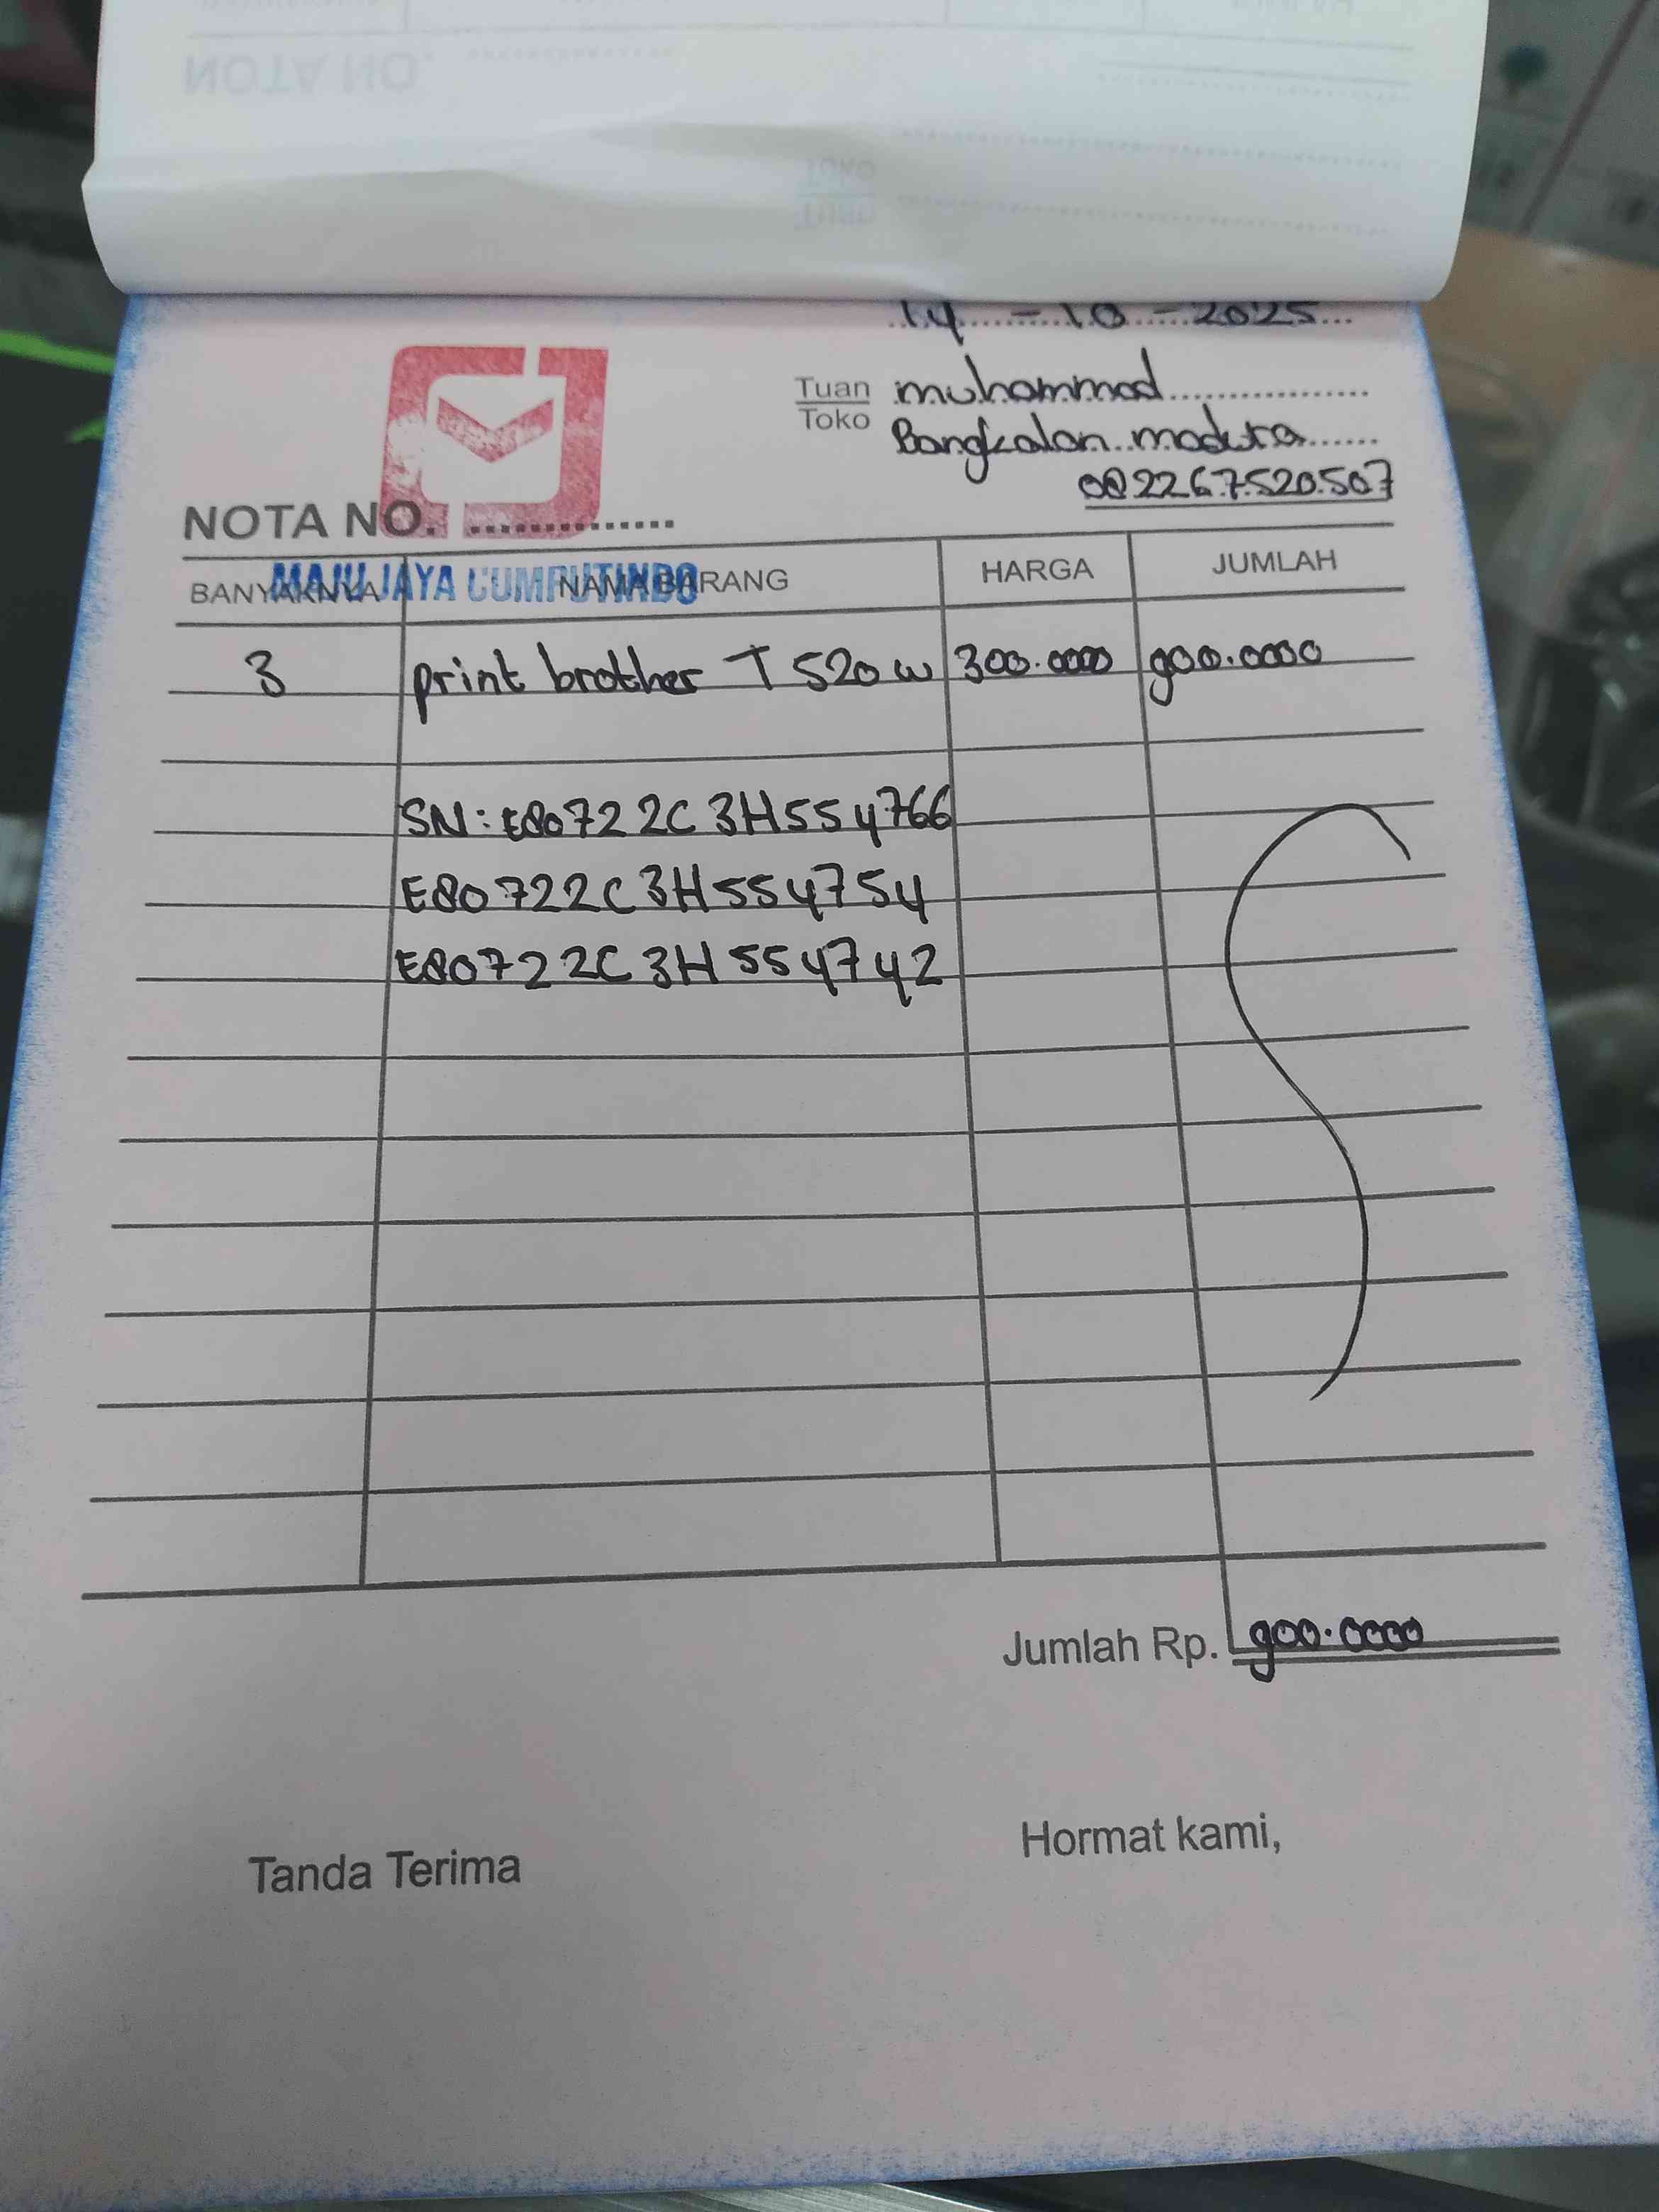 14 - 10 - 2025
Tuan muhammad
Toko Bangkalan madura
082267520507
NOTA NO.
MAJU JAYA COMPUTINDO
BANYAKNYA NAMA BARANG HARGA JUMLAH
3 print brother T 520 w 300.0000 900.0000
SN: E80722C3H554766
E80722C3H554754
E80722C3H554742
Jumlah Rp. 900.0000
Tanda Terima Hormat kami,